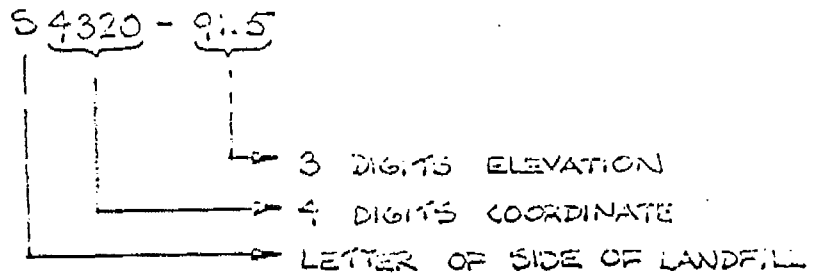 S 4320 - 91.5
3 DIGITS ELEVATION
4 DIGITS COORDINATE
LETTER OF SIDE OF LANDFILL